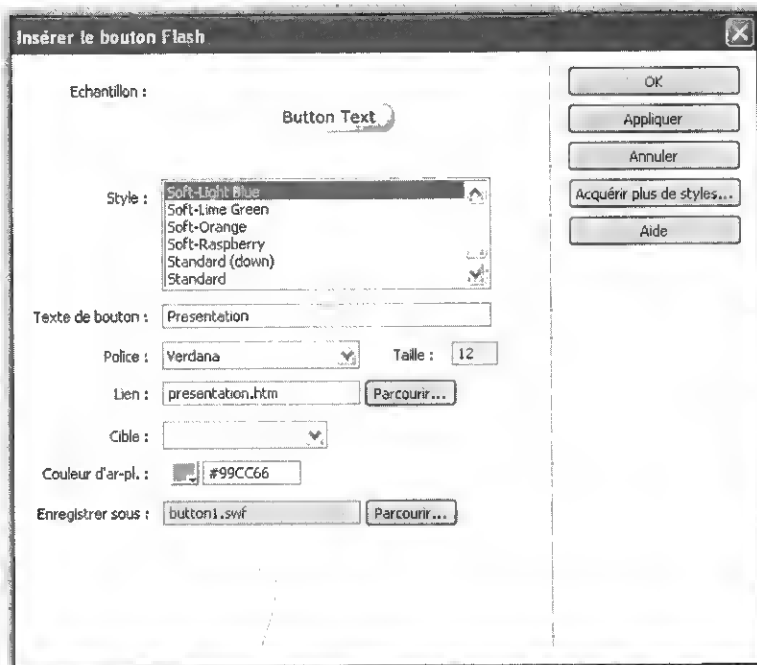 Insérer le bouton Flash
Echantillon :
Button Text
Style :
Soft-Light Blue
Soft-Lime Green
Soft-Orange
Soft-Raspberry
Standard (down)
Standard
Texte de bouton : Presentation
Police : Verdana Taille : 12
Lien : presentation.htm Parcourir...
Cible :
Couleur d'ar-pl. : #99CC66
Enregistrer sous : button1.swf Parcourir...
OK
Appliquer
Annuler
Acquérir plus de styles...
Aide